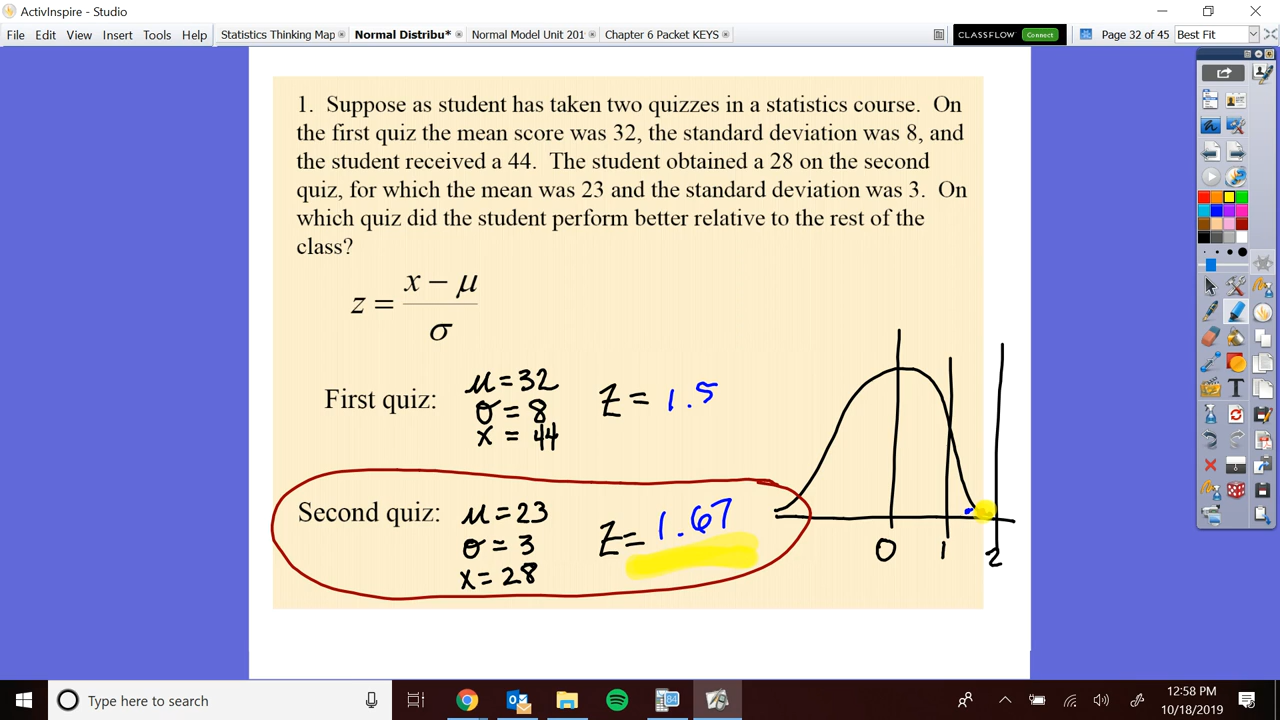 ActivInspire - Studio
File Edit View Insert Tools Help
Statistics Thinking Map
Normal Distribu*
Normal Model Unit 201
Chapter 6 Packet KEYS
CLASSFLOW Connect
Page 32 of 45
Best Fit
1. Suppose as student has taken two quizzes in a statistics course. On
the first quiz the mean score was 32, the standard deviation was 8, and
the student received a 44. The student obtained a 28 on the second
quiz, for which the mean was 23 and the standard deviation was 3. On
which quiz did the student perform better relative to the rest of the
class?
z = (x − μ) / σ
First quiz:
μ = 32
σ = 8
x = 44
Z = 1.5
Second quiz:
μ = 23
σ = 3
x = 28
Z = 1.67
0 1 2
Type here to search
12:58 PM
10/18/2019